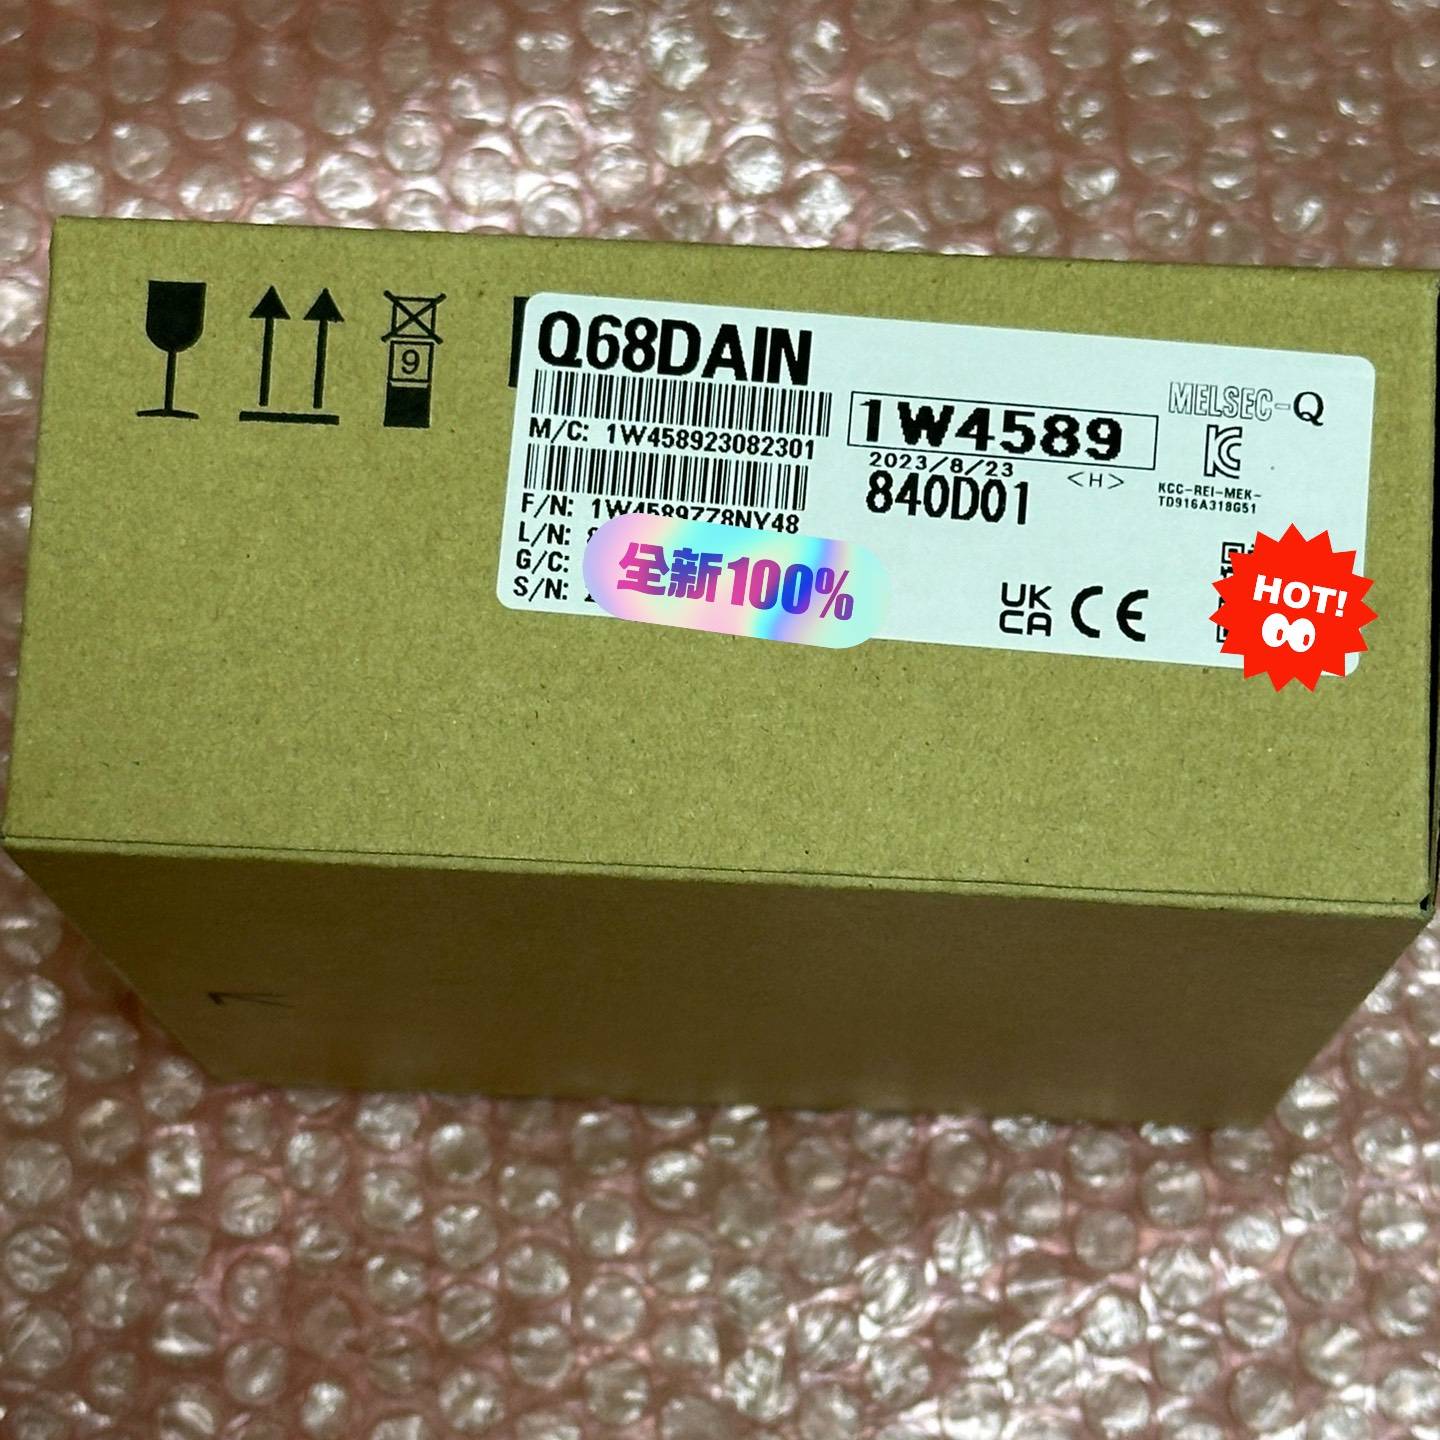 Q68DAIN
M/C: 1W458923082301
F/N: 1W4589ZZ8NY48
L/N:
G/C:
S/N:
1W4589
2023/8/23
<H>
840D01
MELSEC-Q
KCC-REI-MEK-
TD916A318G51
UK
CA CE
9
全新100%
HOT!